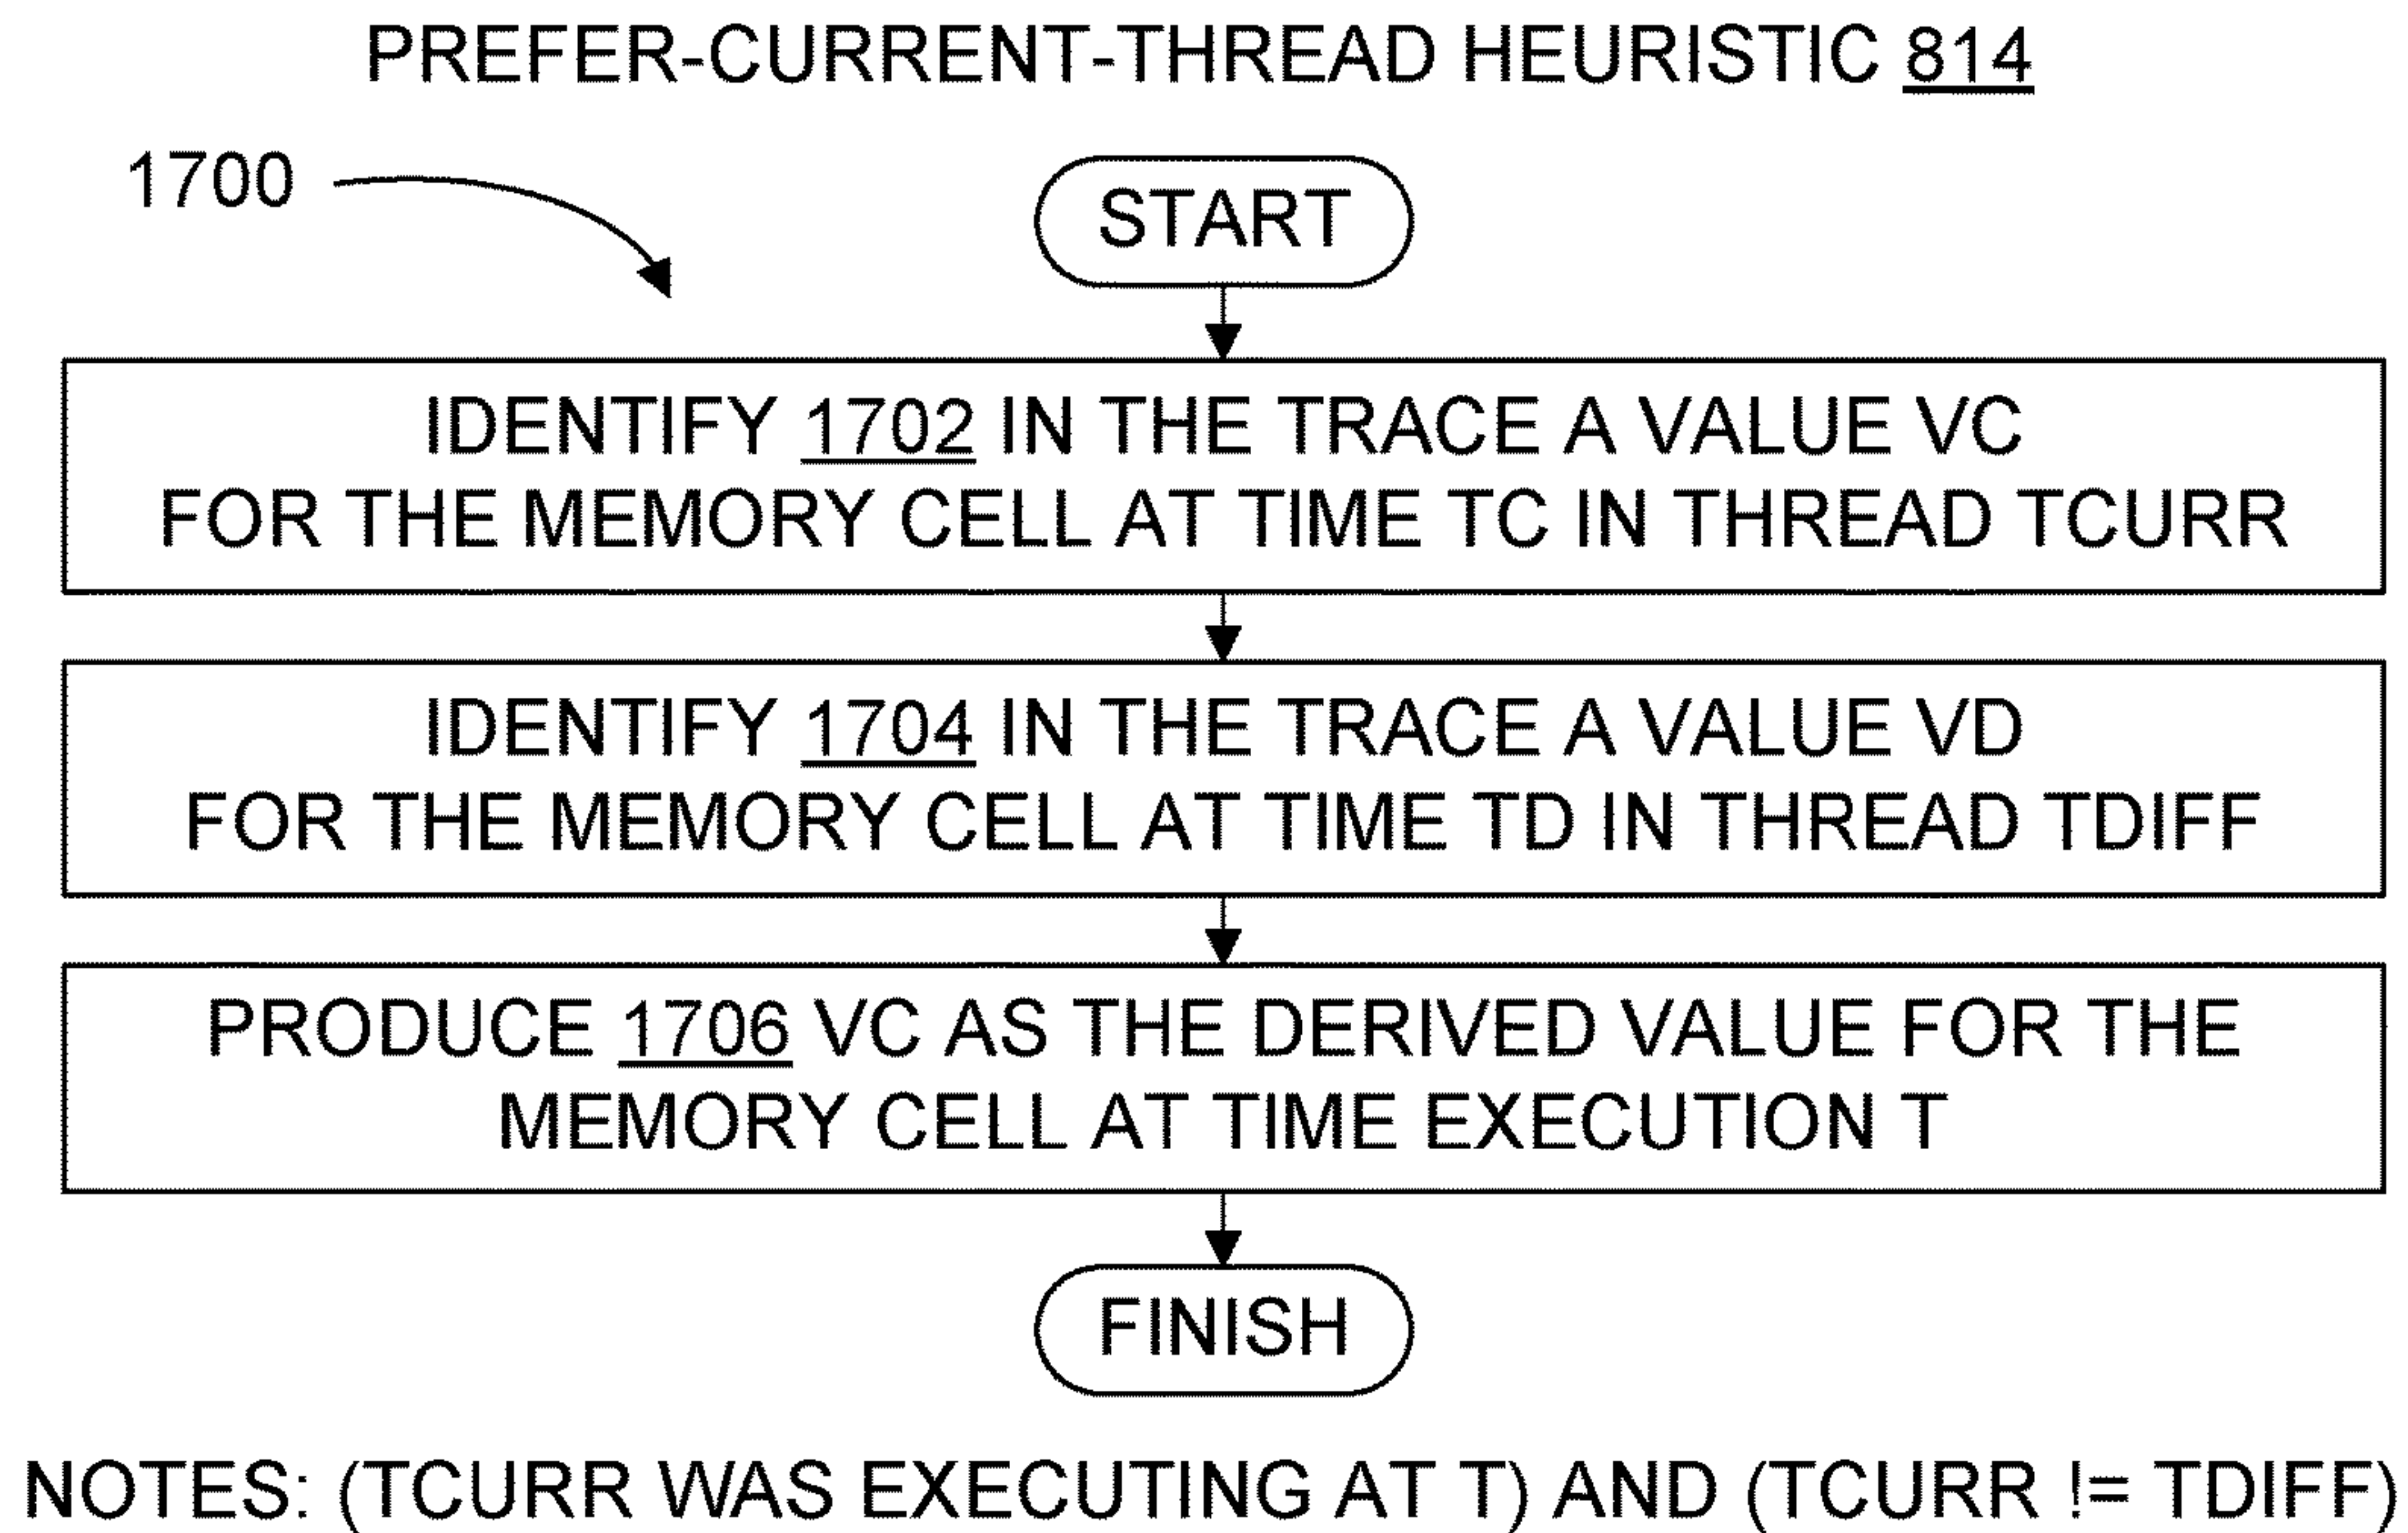 PREFER-CURRENT-THREAD HEURISTIC 814
1700
START
IDENTIFY 1702 IN THE TRACE A VALUE VC
FOR THE MEMORY CELL AT TIME TC IN THREAD TCURR
IDENTIFY 1704 IN THE TRACE A VALUE VD
FOR THE MEMORY CELL AT TIME TD IN THREAD TDIFF
PRODUCE 1706 VC AS THE DERIVED VALUE FOR THE
MEMORY CELL AT TIME EXECUTION T
FINISH
NOTES: (TCURR WAS EXECUTING AT T) AND (TCURR != TDIFF)